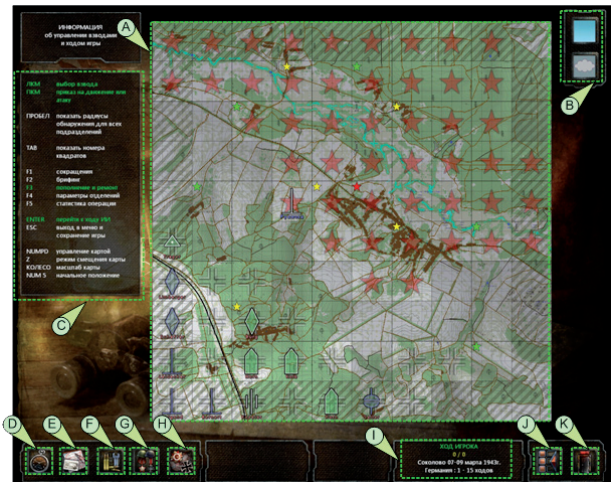 ИНФОРМАЦИЯ
об управлении взводами
и ходом игры
A
B
ЛКМ выбор взвода
ПКМ приказ на движение или
атаку
ПРОБЕЛ показать радиусы
обнаружения для всех
подразделений
TAB показать номера
квадратов
F1 сокращения
F2 брифинг
F3 пополнение и ремонт
F4 параметры отделений
F5 статистика операции
ENTER перейти к ходу ИИ
ESC выход в меню и
сохранение игры
NUMPO управление картой
Z режим смещения карты
КОЛЕСО масштаб карты
NUM 5 начальное положение
C
D
E
F
G
H
I
J
K
ХОД ИГРОКА
8 / 8
Соколово 07-09 марта 1943г.
Германия : 1 - 15 ходов